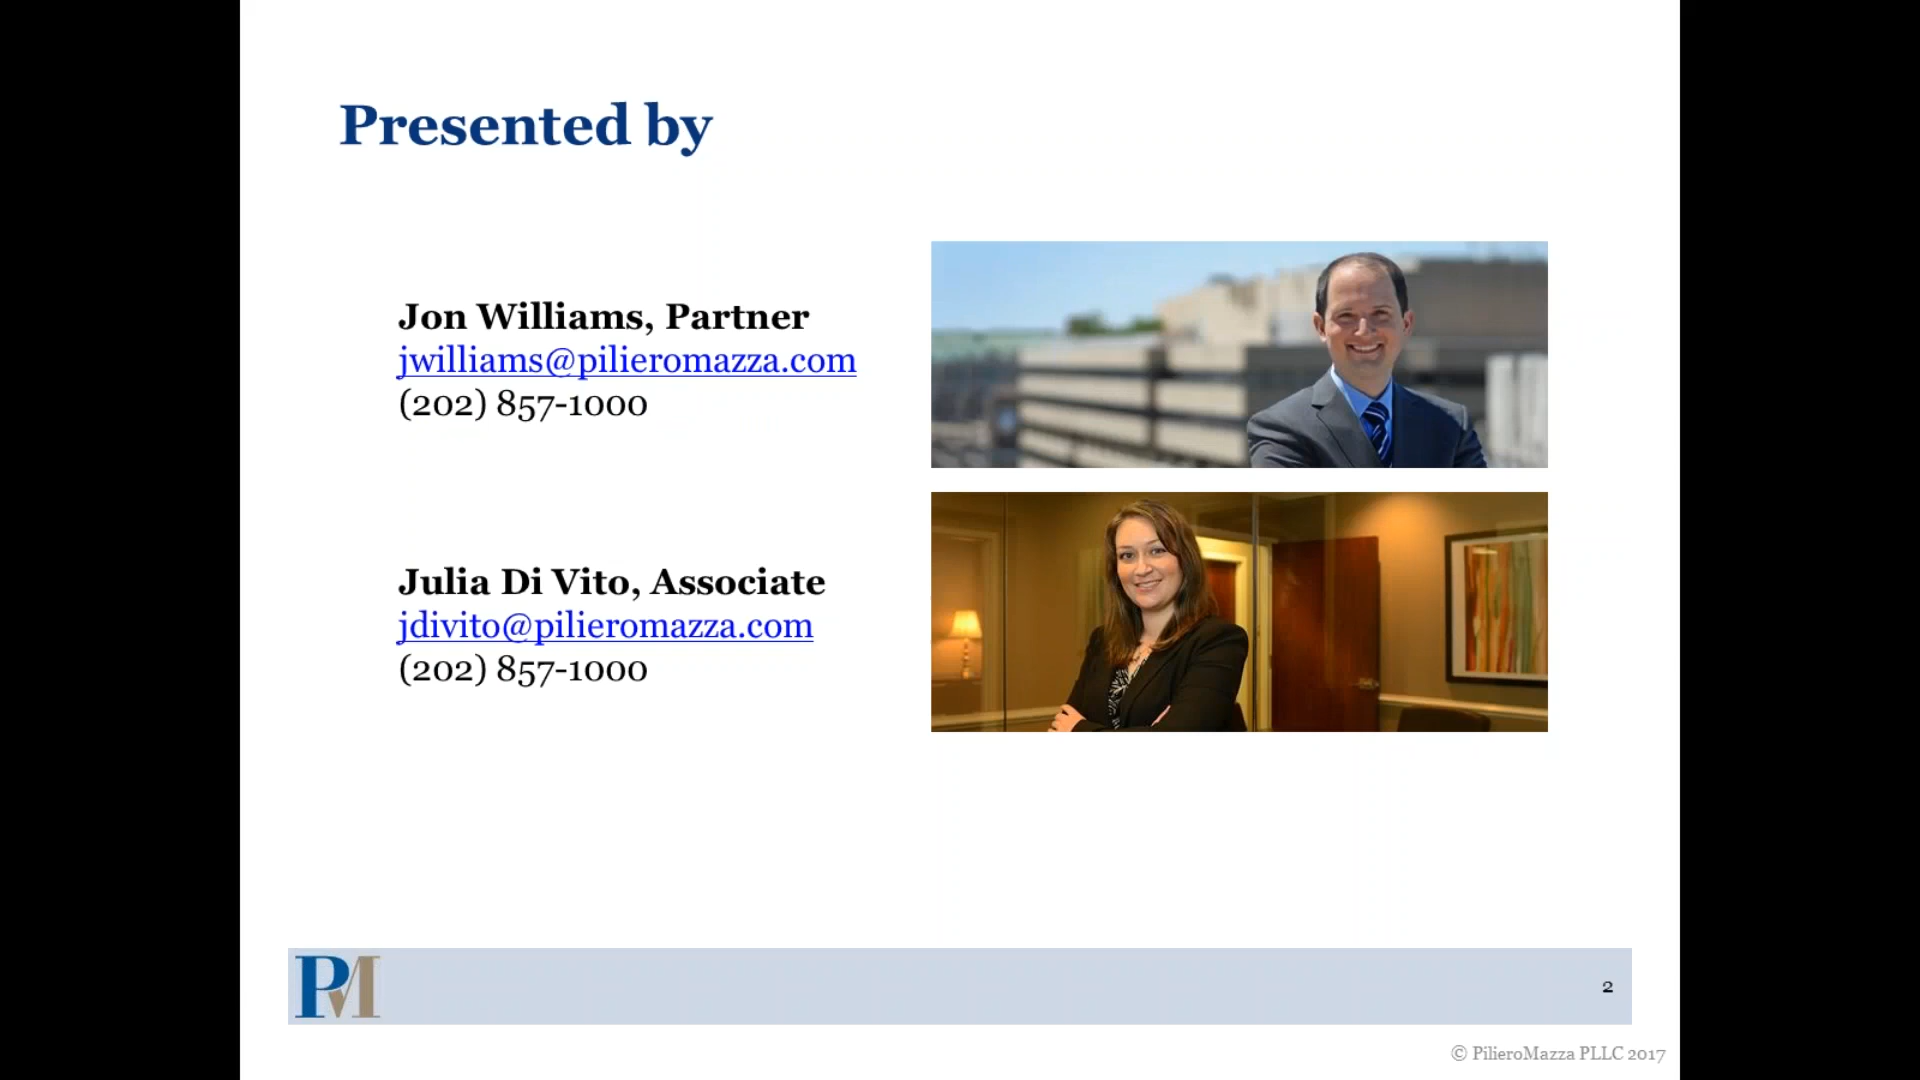 Presented by
Jon Williams, Partner
jwilliams@pilieromazza.com
(202) 857-1000
Julia Di Vito, Associate
jdivito@pilieromazza.com
(202) 857-1000
PM
2
© PilieroMazza PLLC 2017